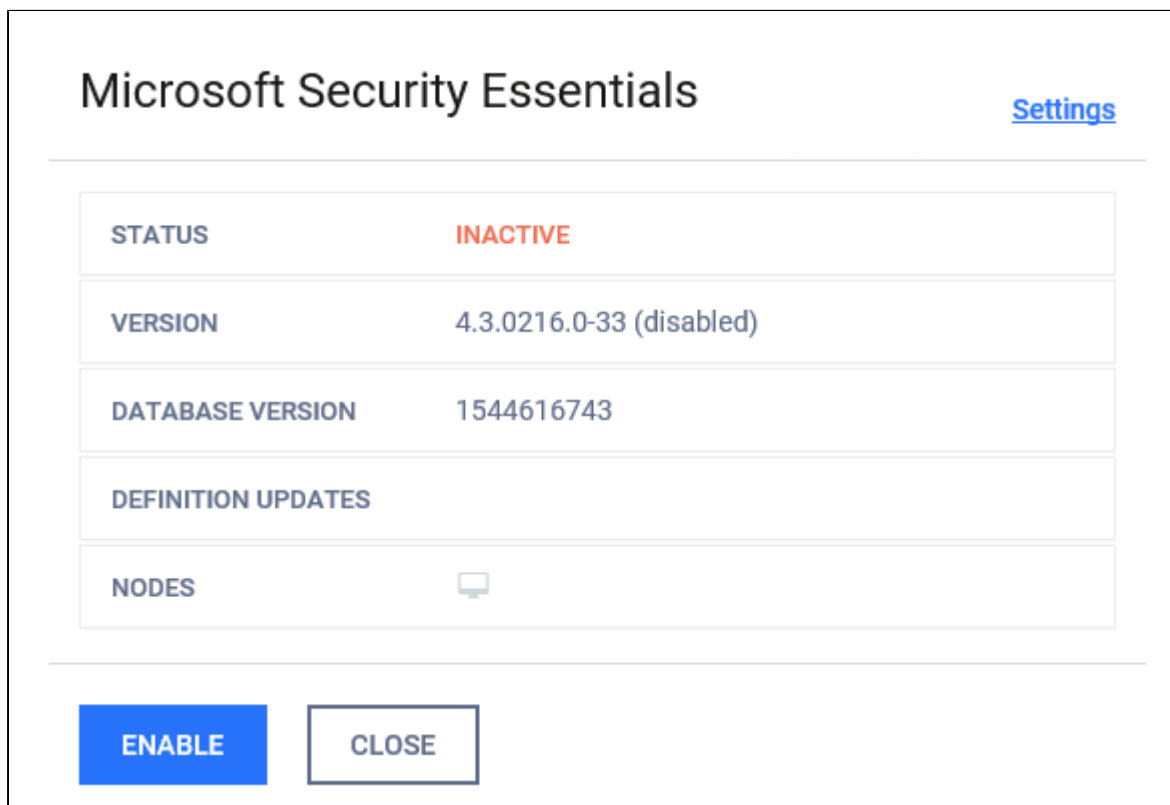 Microsoft Security Essentials
Settings
STATUS INACTIVE
VERSION 4.3.0216.0-33 (disabled)
DATABASE VERSION 1544616743
DEFINITION UPDATES
NODES
ENABLE CLOSE